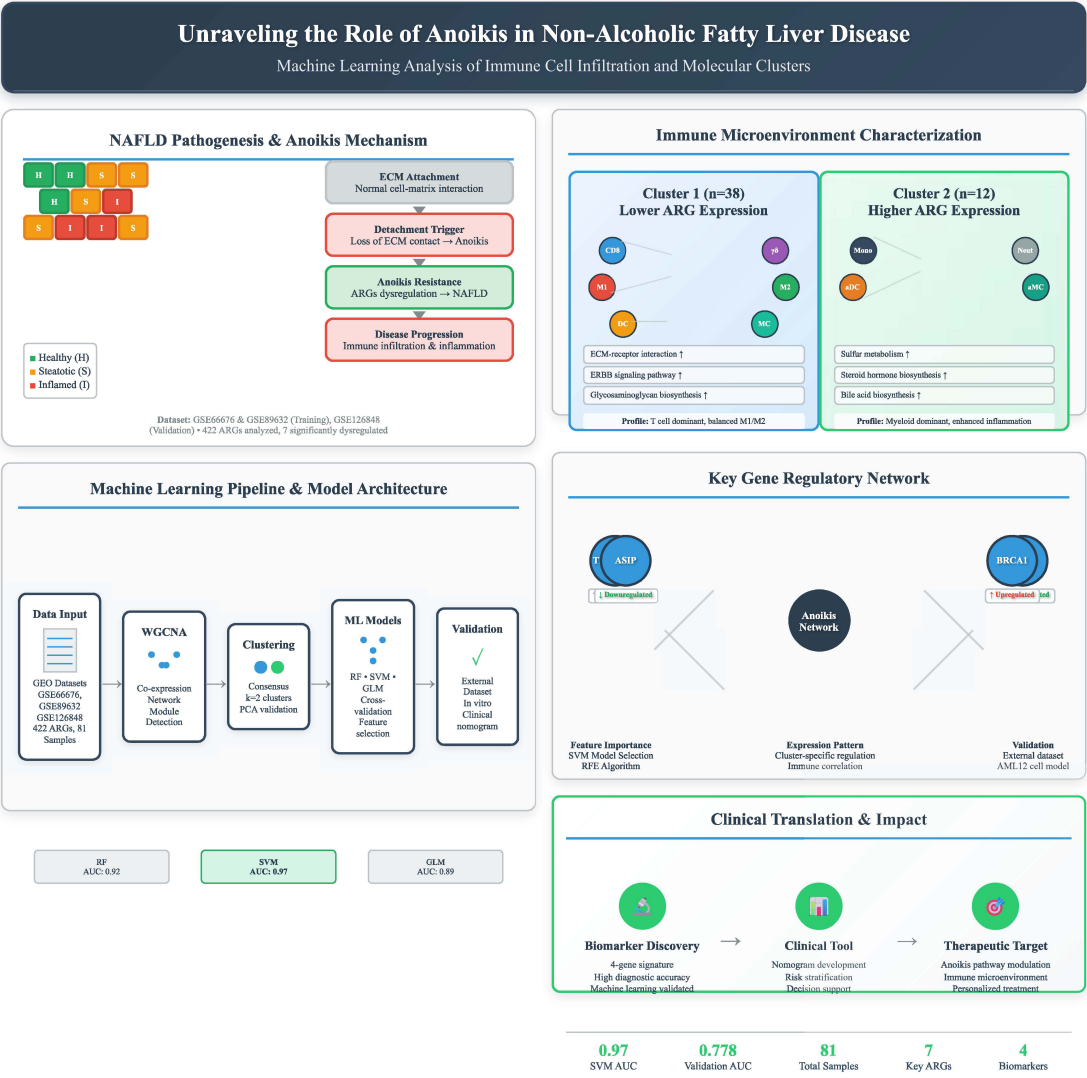 Unraveling the Role of Anoikis in Non-Alcoholic Fatty Liver Disease
Machine Learning Analysis of Immune Cell Infiltration and Molecular Clusters
NAFLD Pathogenesis & Anoikis Mechanism
H H S S
H S I
S I I S
ECM Attachment
Normal cell-matrix interaction
Detachment Trigger
Loss of ECM contact → Anoikis
Anoikis Resistance
ARGs dysregulation → NAFLD
Disease Progression
Immune infiltration & inflammation
Healthy (H)
Steatotic (S)
Inflamed (I)
Dataset: GSE66676 & GSE89632 (Training), GSE126848
(Validation) • 422 ARGs analyzed, 7 significantly dysregulated
Immune Microenvironment Characterization
Cluster 1 (n=38)
Lower ARG Expression
CD8
γδ
M1
M2
DC
MC
ECM-receptor interaction ↑
ERBB signaling pathway ↑
Glycosaminoglycan biosynthesis ↑
Profile: T cell dominant, balanced M1/M2
Cluster 2 (n=12)
Higher ARG Expression
Mono
Neut
aDC
aMC
Sulfur metabolism ↑
Steroid hormone biosynthesis ↑
Bile acid biosynthesis ↑
Profile: Myeloid dominant, enhanced inflammation
Machine Learning Pipeline & Model Architecture
Data Input
GEO Datasets
GSE66676,
GSE89632
GSE126848
422 ARGs, 81
Samples
WGCNA
Co-expression
Network
Module
Detection
Clustering
Consensus
k=2 clusters
PCA validation
ML Models
RF • SVM •
GLM
Cross-
validation
Feature
selection
Validation
✓
External
Dataset
In vitro
Clinical
nomogram
RF
AUC: 0.92
SVM
AUC: 0.97
GLM
AUC: 0.89
Key Gene Regulatory Network
T
ASIP
↓ Downregulated
BRCA1
↑ Upregulated
ted
Anoikis
Network
Feature Importance
SVM Model Selection
RFE Algorithm
Expression Pattern
Cluster-specific regulation
Immune correlation
Validation
External dataset
AML12 cell model
Clinical Translation & Impact
Biomarker Discovery
4-gene signature
High diagnostic accuracy
Machine learning validated
→
Clinical Tool
Nomogram development
Risk stratification
Decision support
→
Therapeutic Target
Anoikis pathway modulation
Immune microenvironment
Personalized treatment
0.97
SVM AUC
0.778
Validation AUC
81
Total Samples
7
Key ARGs
4
Biomarkers